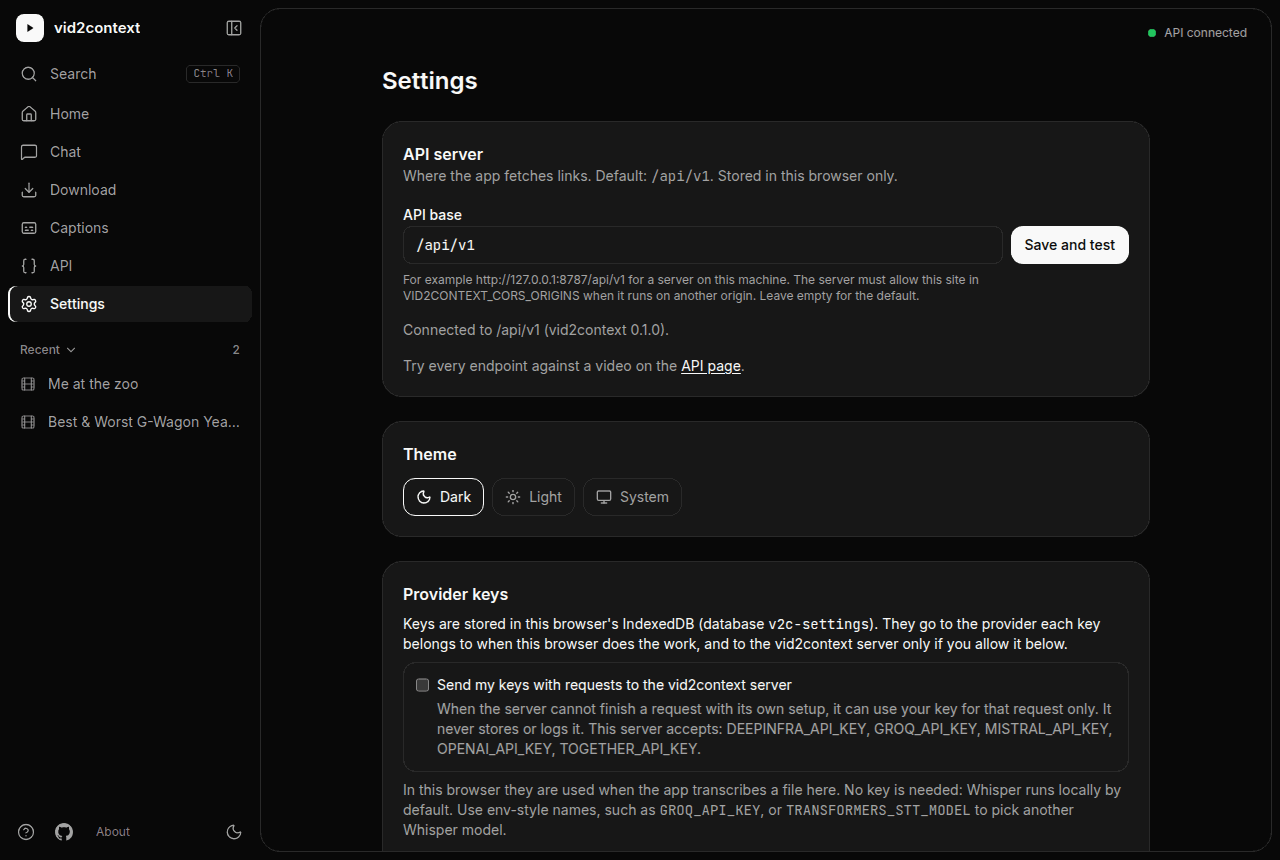 vid2context
Search
Ctrl K
Home
Chat
Download
Captions
API
Settings
Recent
2
Me at the zoo
Best & Worst G-Wagon Yea...
About
API connected
Settings
API server
Where the app fetches links. Default: /api/v1. Stored in this browser only.
API base
/api/v1
Save and test
For example http://127.0.0.1:8787/api/v1 for a server on this machine. The server must allow this site in
VID2CONTEXT_CORS_ORIGINS when it runs on another origin. Leave empty for the default.
Connected to /api/v1 (vid2context 0.1.0).
Try every endpoint against a video on the API page.
Theme
Dark
Light
System
Provider keys
Keys are stored in this browser's IndexedDB (database v2c-settings). They go to the provider each key
belongs to when this browser does the work, and to the vid2context server only if you allow it below.
Send my keys with requests to the vid2context server
When the server cannot finish a request with its own setup, it can use your key for that request only. It
never stores or logs it. This server accepts: DEEPINFRA_API_KEY, GROQ_API_KEY, MISTRAL_API_KEY,
OPENAI_API_KEY, TOGETHER_API_KEY.
In this browser they are used when the app transcribes a file here. No key is needed: Whisper runs locally by
default. Use env-style names, such as GROQ_API_KEY, or TRANSFORMERS_STT_MODEL to pick another
Whisper model.